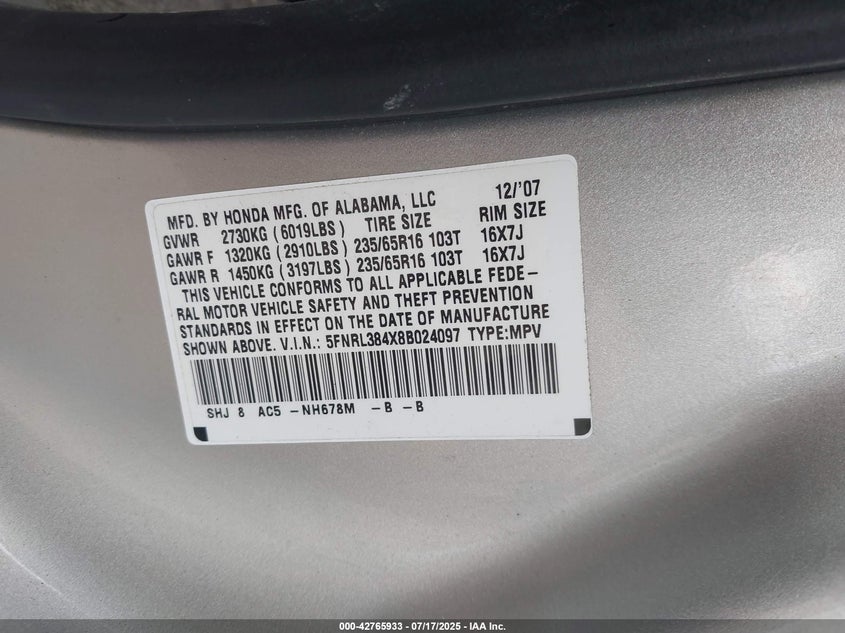 MFD. BY HONDA MFG. OF ALABAMA, LLC 12/'07
GVWR 2730KG (6019LBS) TIRE SIZE RIM SIZE
GAWR F 1320KG (2910LBS) 235/65R16 103T 16X7J
GAWR R 1450KG (3197LBS) 235/65R16 103T 16X7J
THIS VEHICLE CONFORMS TO ALL APPLICABLE FEDE-
RAL MOTOR VEHICLE SAFETY AND THEFT PREVENTION
STANDARDS IN EFFECT ON THE DATE OF MANUFACTURE
SHOWN ABOVE. V.I.N.: 5FNRL384X8B024097 TYPE:MPV
SHJ 8 AC5 -NH678M -B -B
000-42765933 / 07/17/2025 - IAA Inc.